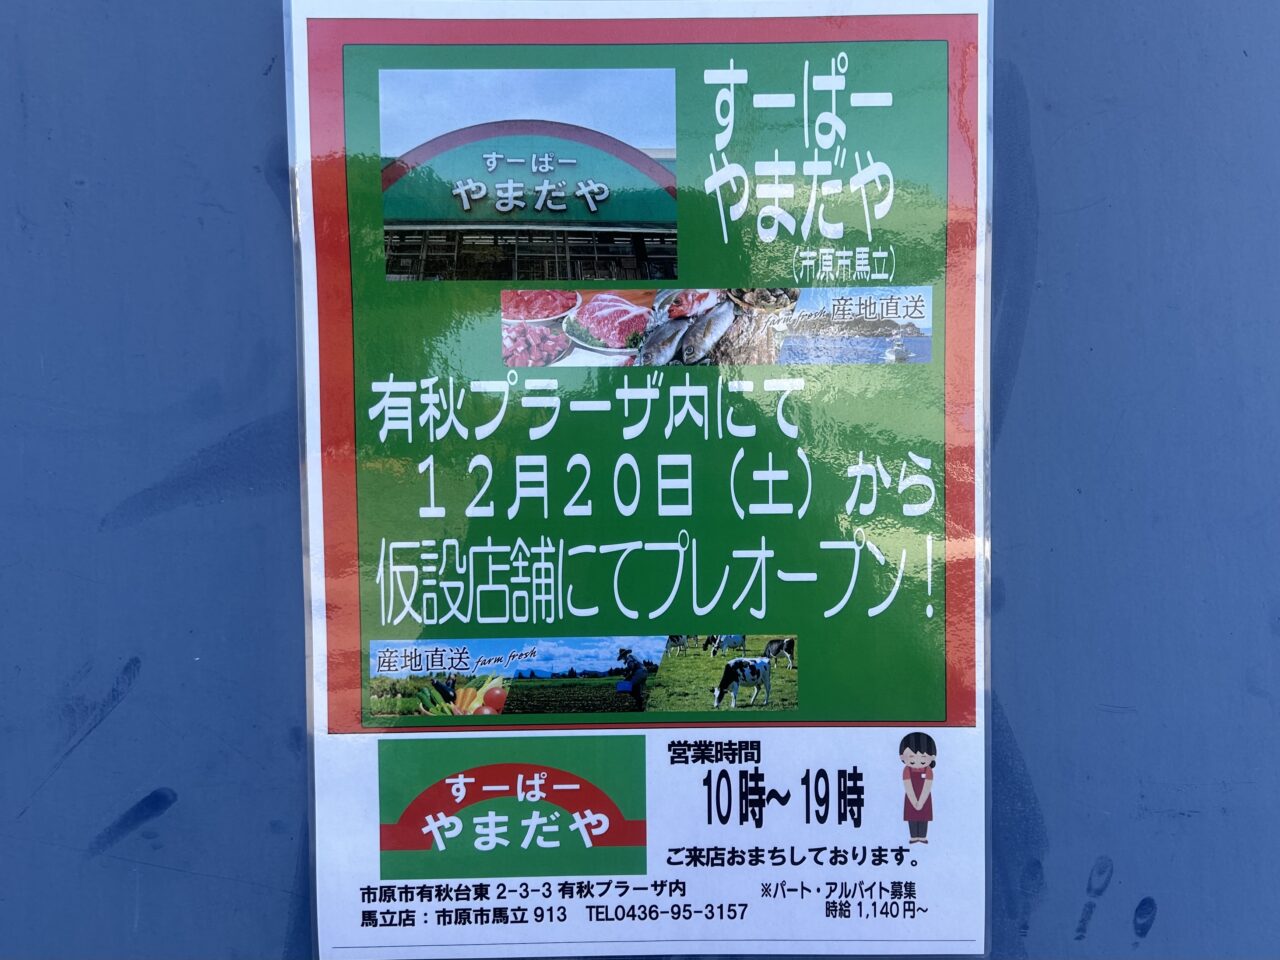 すーぱー
やまだや
すーぱー
やまだや
(市原市馬立)
farm fresh 産地直送
有秋プラーザ内にて
12月20日(土)から
仮設店舗にてプレオープン!
産地直送 farm fresh
すーぱー
やまだや
営業時間
10時～19時
ご来店おまちしております。
市原市有秋台東 2-3-3 有秋プラーザ内
馬立店：市原市馬立 913 TEL0436-95-3157
※パート・アルバイト募集
時給 1,140円～